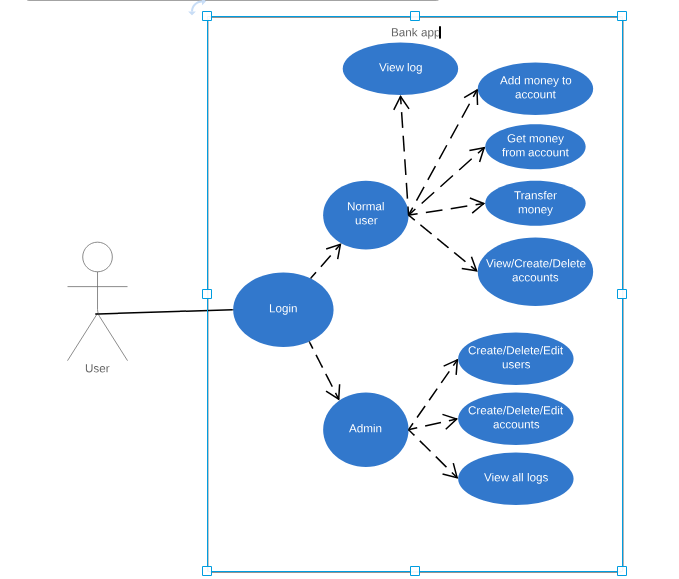 Bank app
View log
Add money to
account
Get money
from account
Normal
user
Transfer
money
View/Create/Delete
accounts
Login
User
Create/Delete/Edit
users
Create/Delete/Edit
accounts
Admin
View all logs